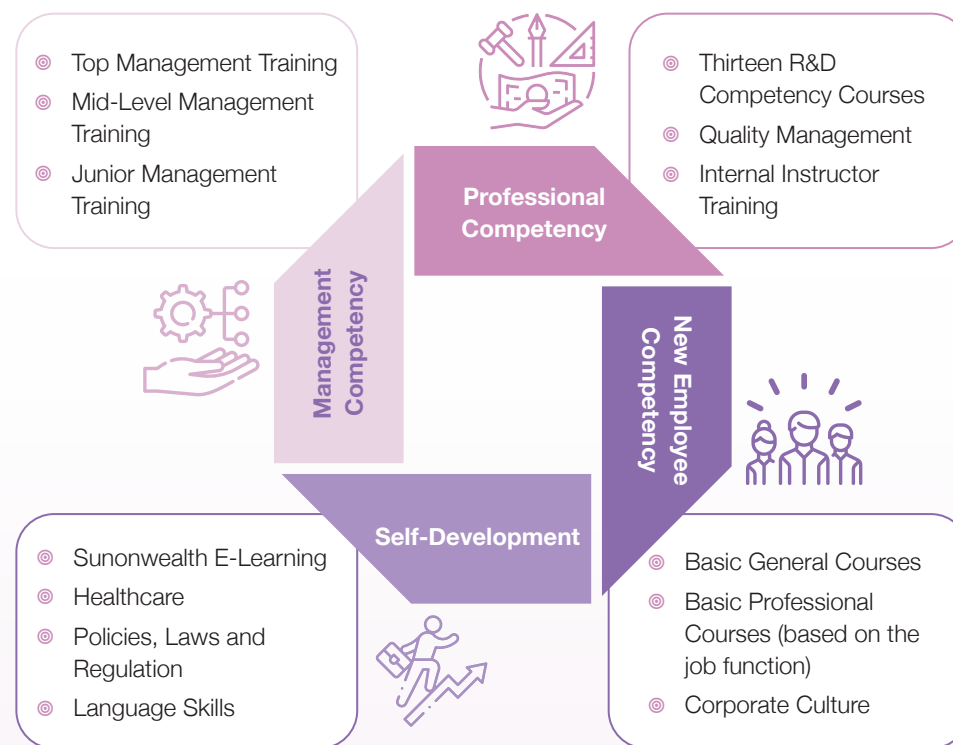 Top Management Training
Mid-Level Management
Training
Junior Management
Training
Thirteen R&D
Competency Courses
Quality Management
Internal Instructor
Training
Professional
Competency
Management
Competency
New Employee
Competency
Self-Development
Sunonwealth E-Learning
Healthcare
Policies, Laws and
Regulation
Language Skills
Basic General Courses
Basic Professional
Courses (based on the
job function)
Corporate Culture